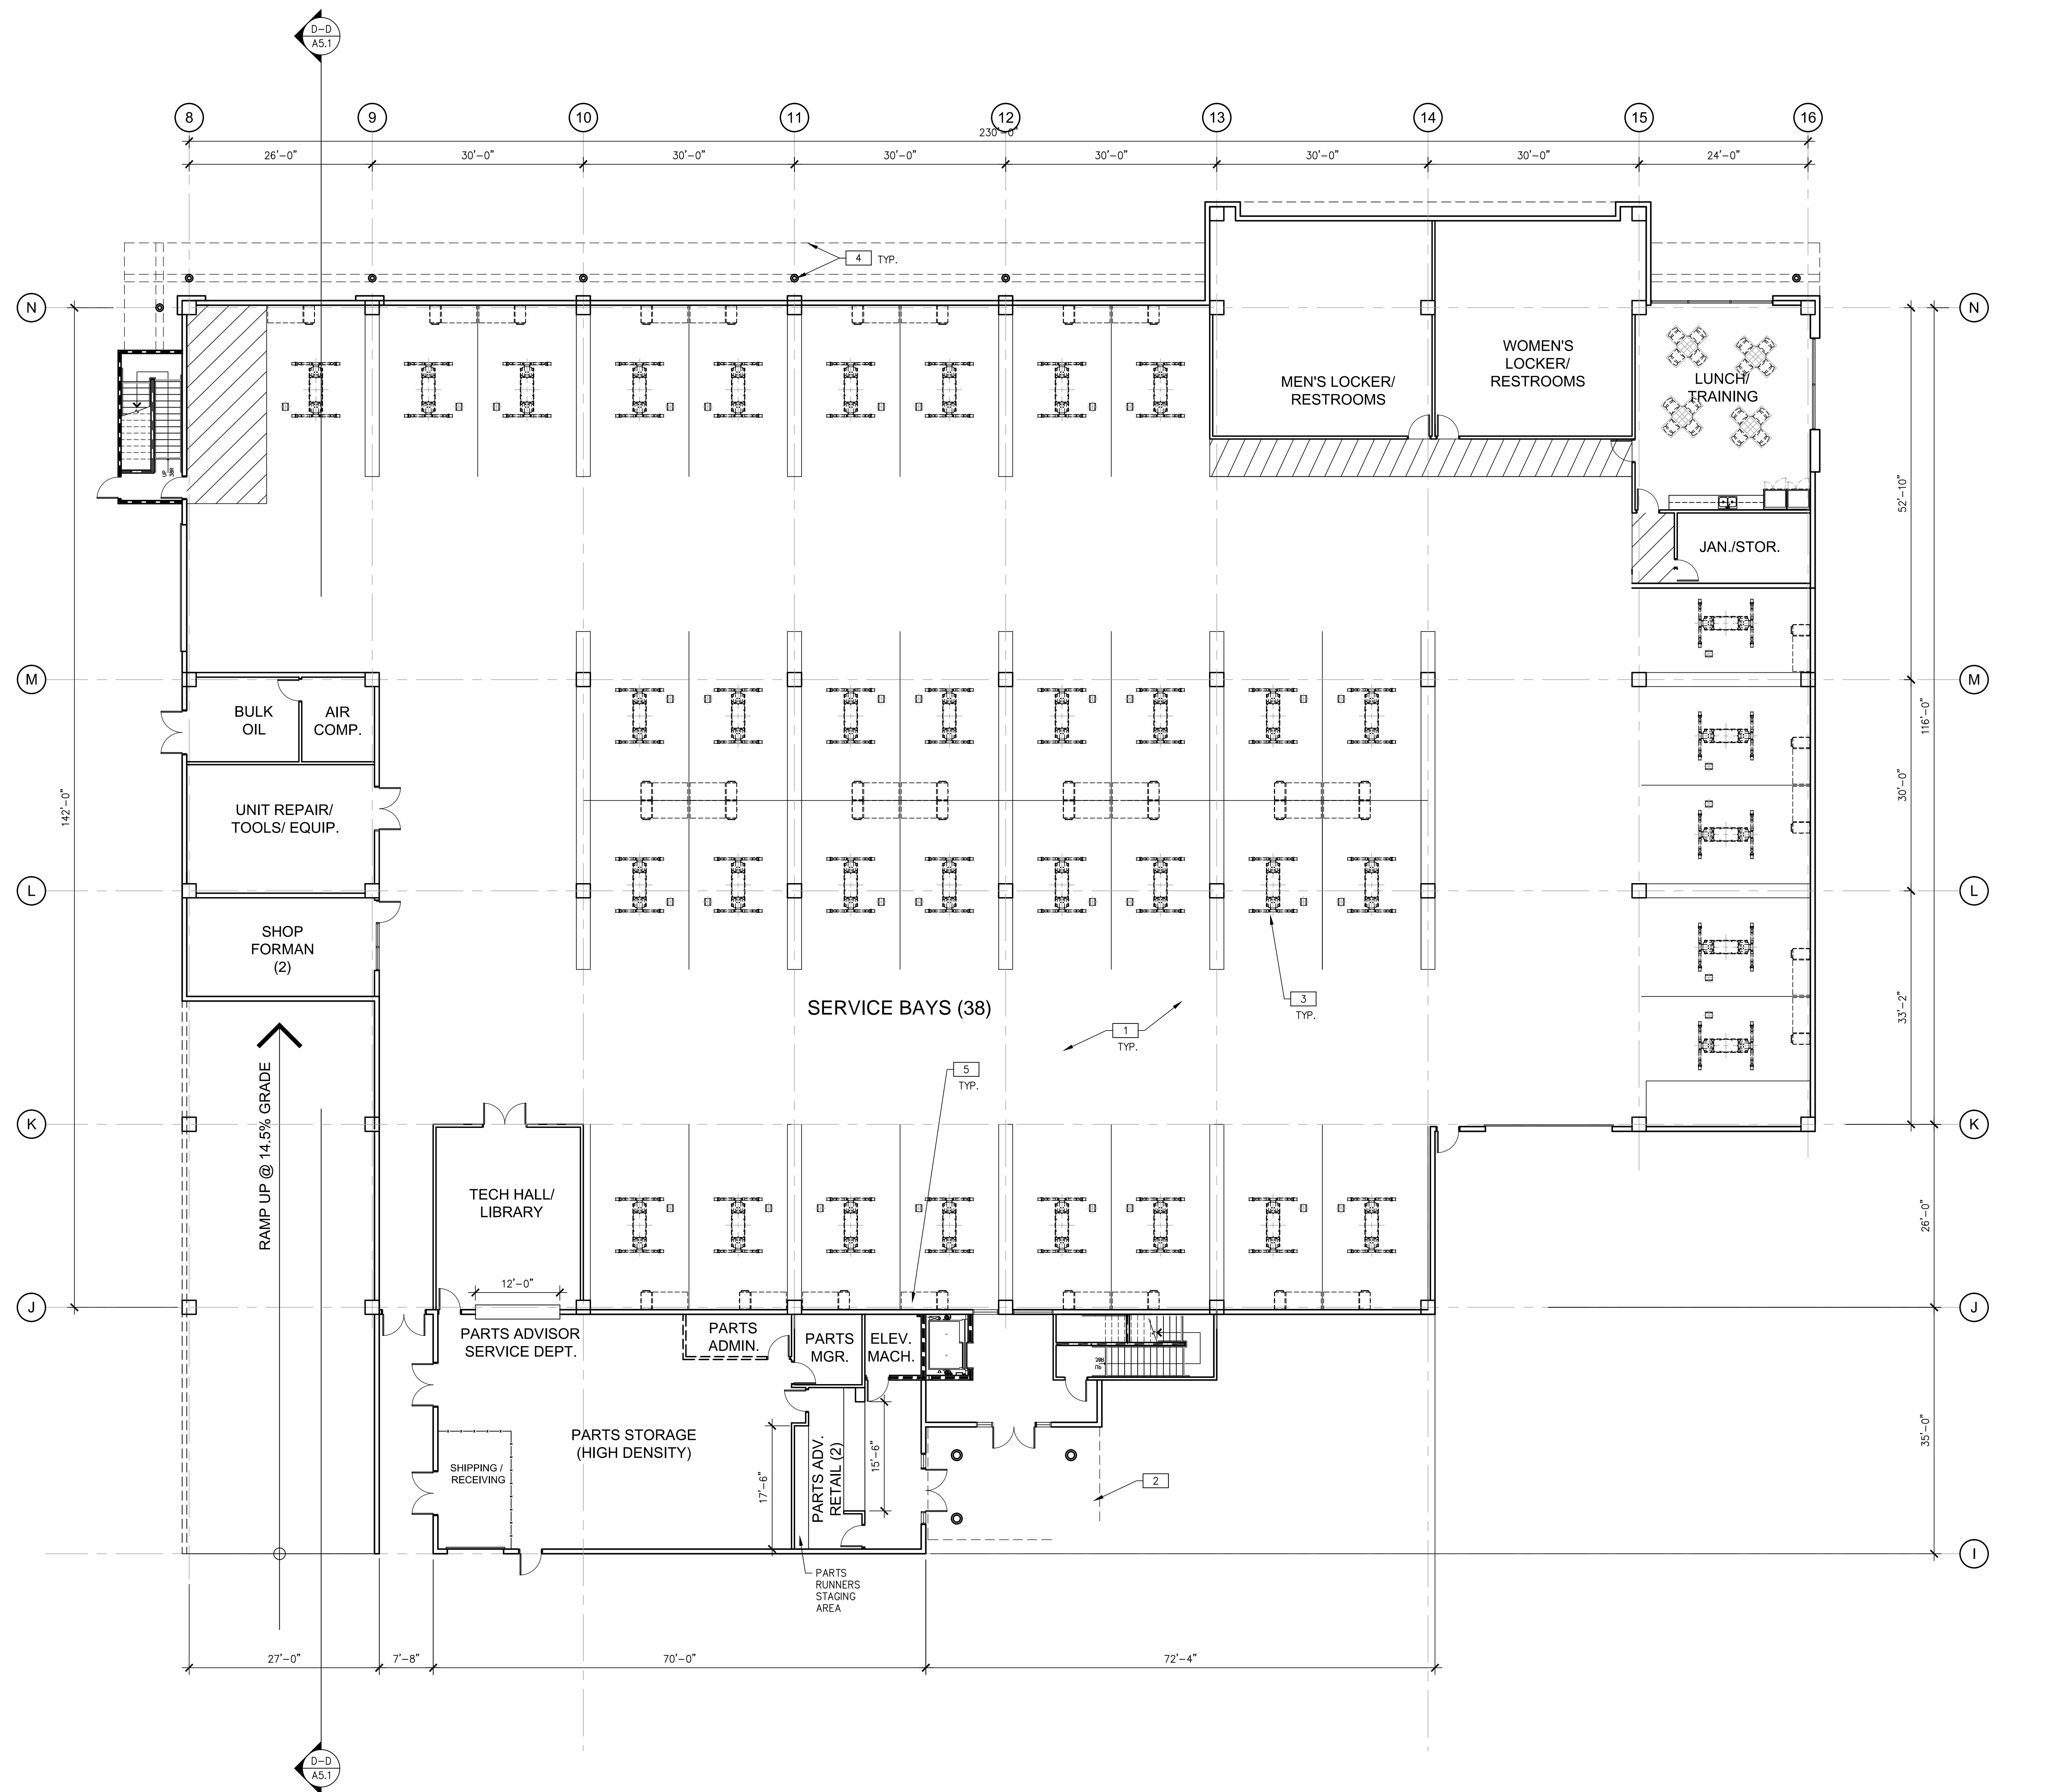 D-D
A5.1
8
9
10
11
12
13
14
15
16
230'-0"
26'-0"
30'-0"
30'-0"
30'-0"
30'-0"
30'-0"
30'-0"
24'-0"
4
TYP.
N
N
WOMEN'S
LOCKER/
RESTROOMS
MEN'S LOCKER/
RESTROOMS
LUNCH/
TRAINING
UP
38R
52'-10"
JAN./STOR.
M
M
BULK
OIL
AIR
COMP.
116'-0"
142'-0"
30'-0"
UNIT REPAIR/
TOOLS/ EQUIP.
L
L
SHOP
FORMAN
(2)
SERVICE BAYS (38)
3
TYP.
1
TYP.
33'-2"
5
TYP.
RAMP UP @ 14.5% GRADE
K
K
TECH HALL/
LIBRARY
26'-0"
12'-0"
J
J
PARTS ADVISOR
SERVICE DEPT.
PARTS
ADMIN.
PARTS
MGR.
ELEV.
MACH.
UP
38R
PARTS STORAGE
(HIGH DENSITY)
SHIPPING /
RECEIVING
17'-6"
PARTS ADV.
RETAIL (2)
15'-6"
2
35'-0"
I
PARTS
RUNNERS
STAGING
AREA
27'-0"
7'-8"
70'-0"
72'-4"
D-D
A5.1